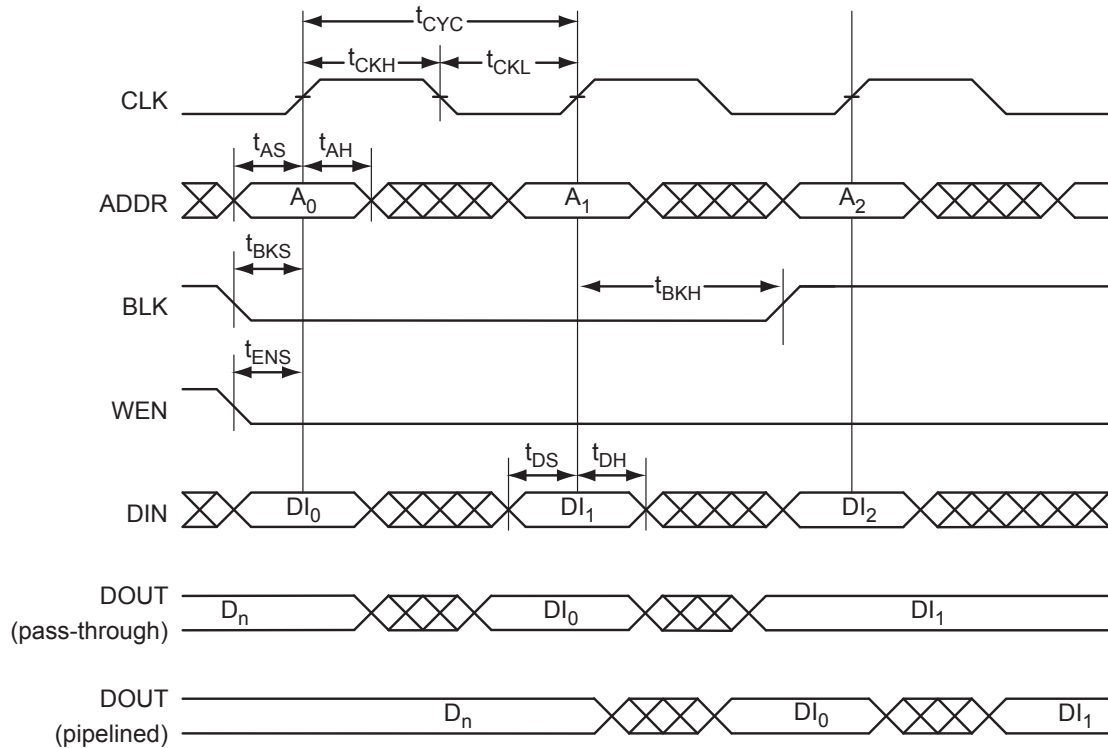 tCYC
tCKH tCKL
CLK
tAS tAH
ADDR A0 A1 A2
tBKS
tBKH
BLK
tENS
WEN
tDS tDH
DIN DI0 DI1 DI2
DOUT
(pass-through) Dn DI0 DI1
DOUT
(pipelined) Dn DI0 DI1